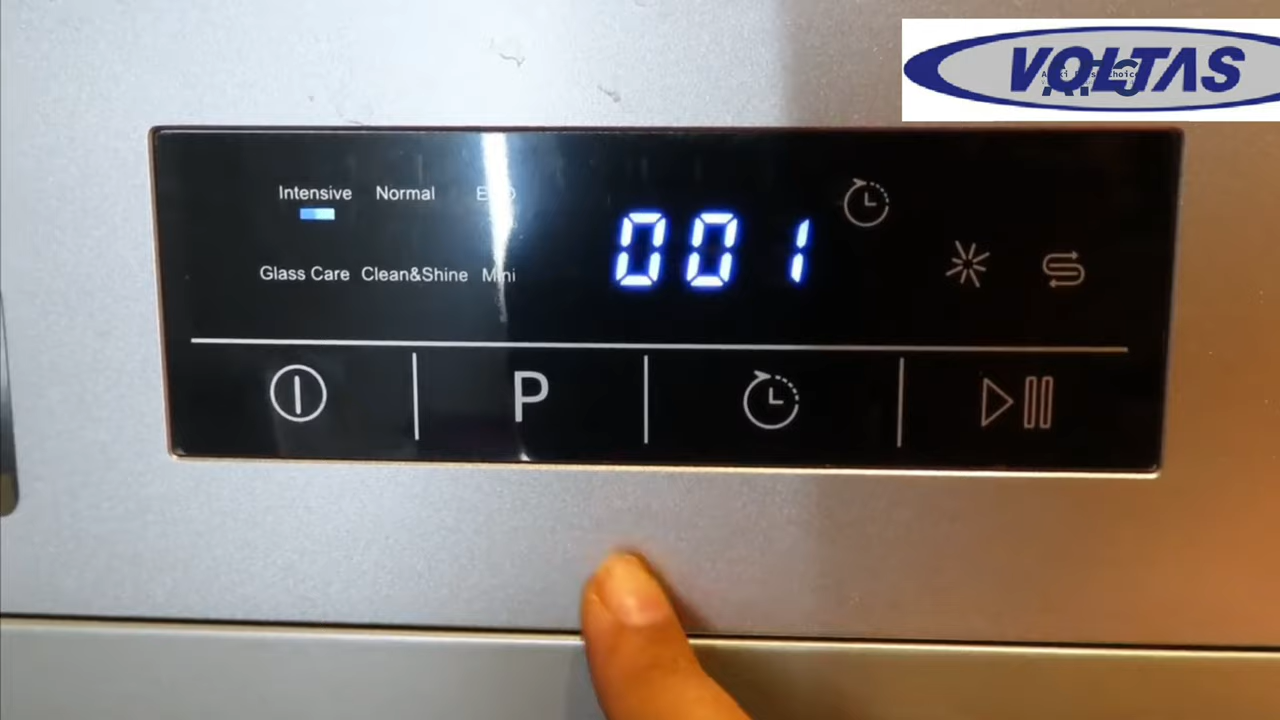 VOLTAS
Intensive Normal ECO
001
Glass Care Clean&Shine Mini
P